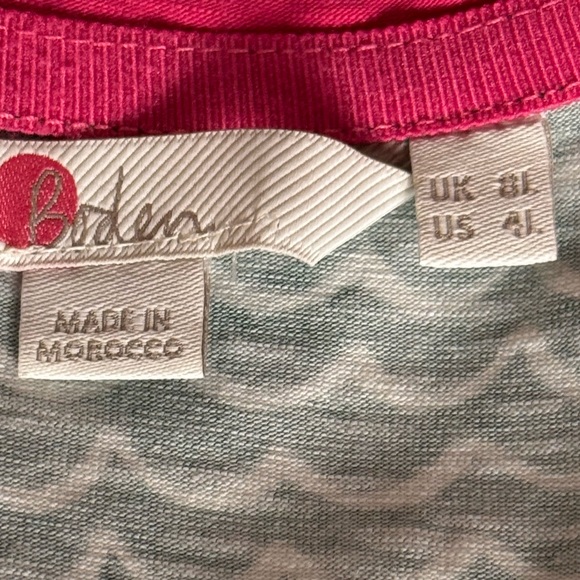 Boden
UK 8L
US 4L
MADE IN
MOROCCO